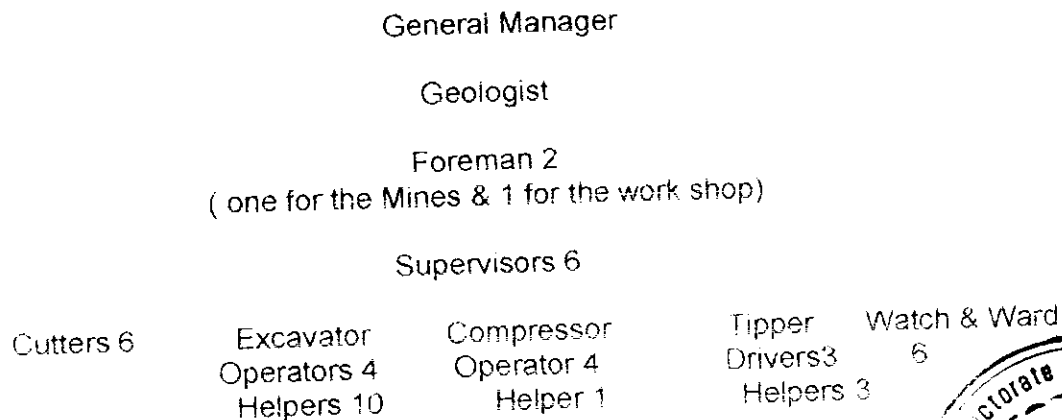 General Manager
Geologist
Foreman 2
( one for the Mines & 1 for the work shop)
Supervisors 6
Cutters 6 Excavator Compressor Tipper Watch & Ward
Operators 4 Operator 4 Drivers3 6
Helpers 10 Helper 1 Helpers 3